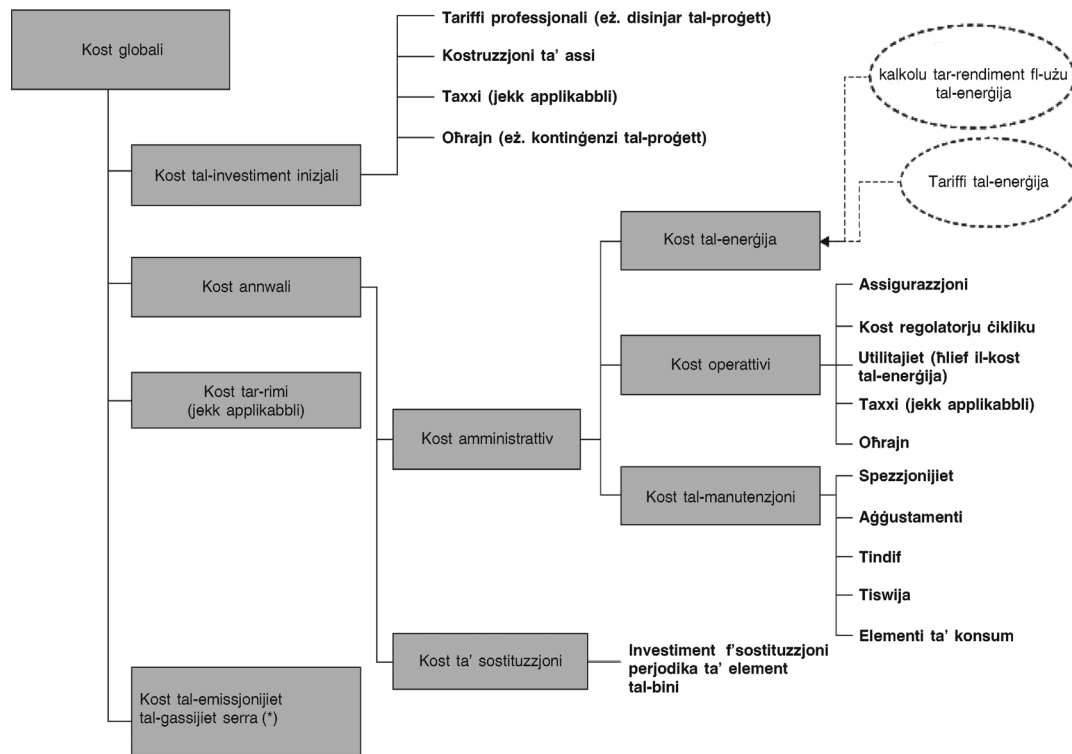 Kost globali
Tariffi professjonali (eż. disinjar tal-proġett)
Kostruzzjoni ta' assi
Taxxi (jekk applikabbli)
Oħrajn (eż. kontinġenzi tal-proġett)
Kost tal-investiment inizjali
kalkolu tar-rendiment fl-użu
tal-enerġija
Tariffi tal-enerġija
Kost tal-enerġija
Kost annwali
Assigurazzjoni
Kost regolatorju ċikliku
Kost operattivi
Utilitajiet (ħlief il-kost
tal-enerġija)
Taxxi (jekk applikabbli)
Oħrajn
Kost tar-rimi
(jekk applikabbli)
Kost amministrattiv
Kost tal-manutenzjoni
Spezzjonijiet
Aġġustamenti
Tindif
Tiswija
Elementi ta' konsum
Kost ta' sostituzzjoni
Investiment f'sostituzzjoni
perjodika ta' element
tal-bini
Kost tal-emissjonijiet
tal-gassijiet serra (*)